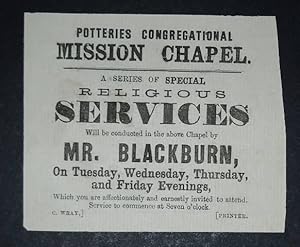 POTTERIES CONGREGATIONAL
MISSION CHAPEL.
A SERIES OF SPECIAL
RELIGIOUS
SERVICES
Will be conducted in the above Chapel by
MR. BLACKBURN,
On Tuesday, Wednesday, Thursday,
and Friday Evenings,
Which you are affectionately and earnestly invited to attend.
Service to commence at Seven o'clock.
C. WRAY,] [PRINTER.